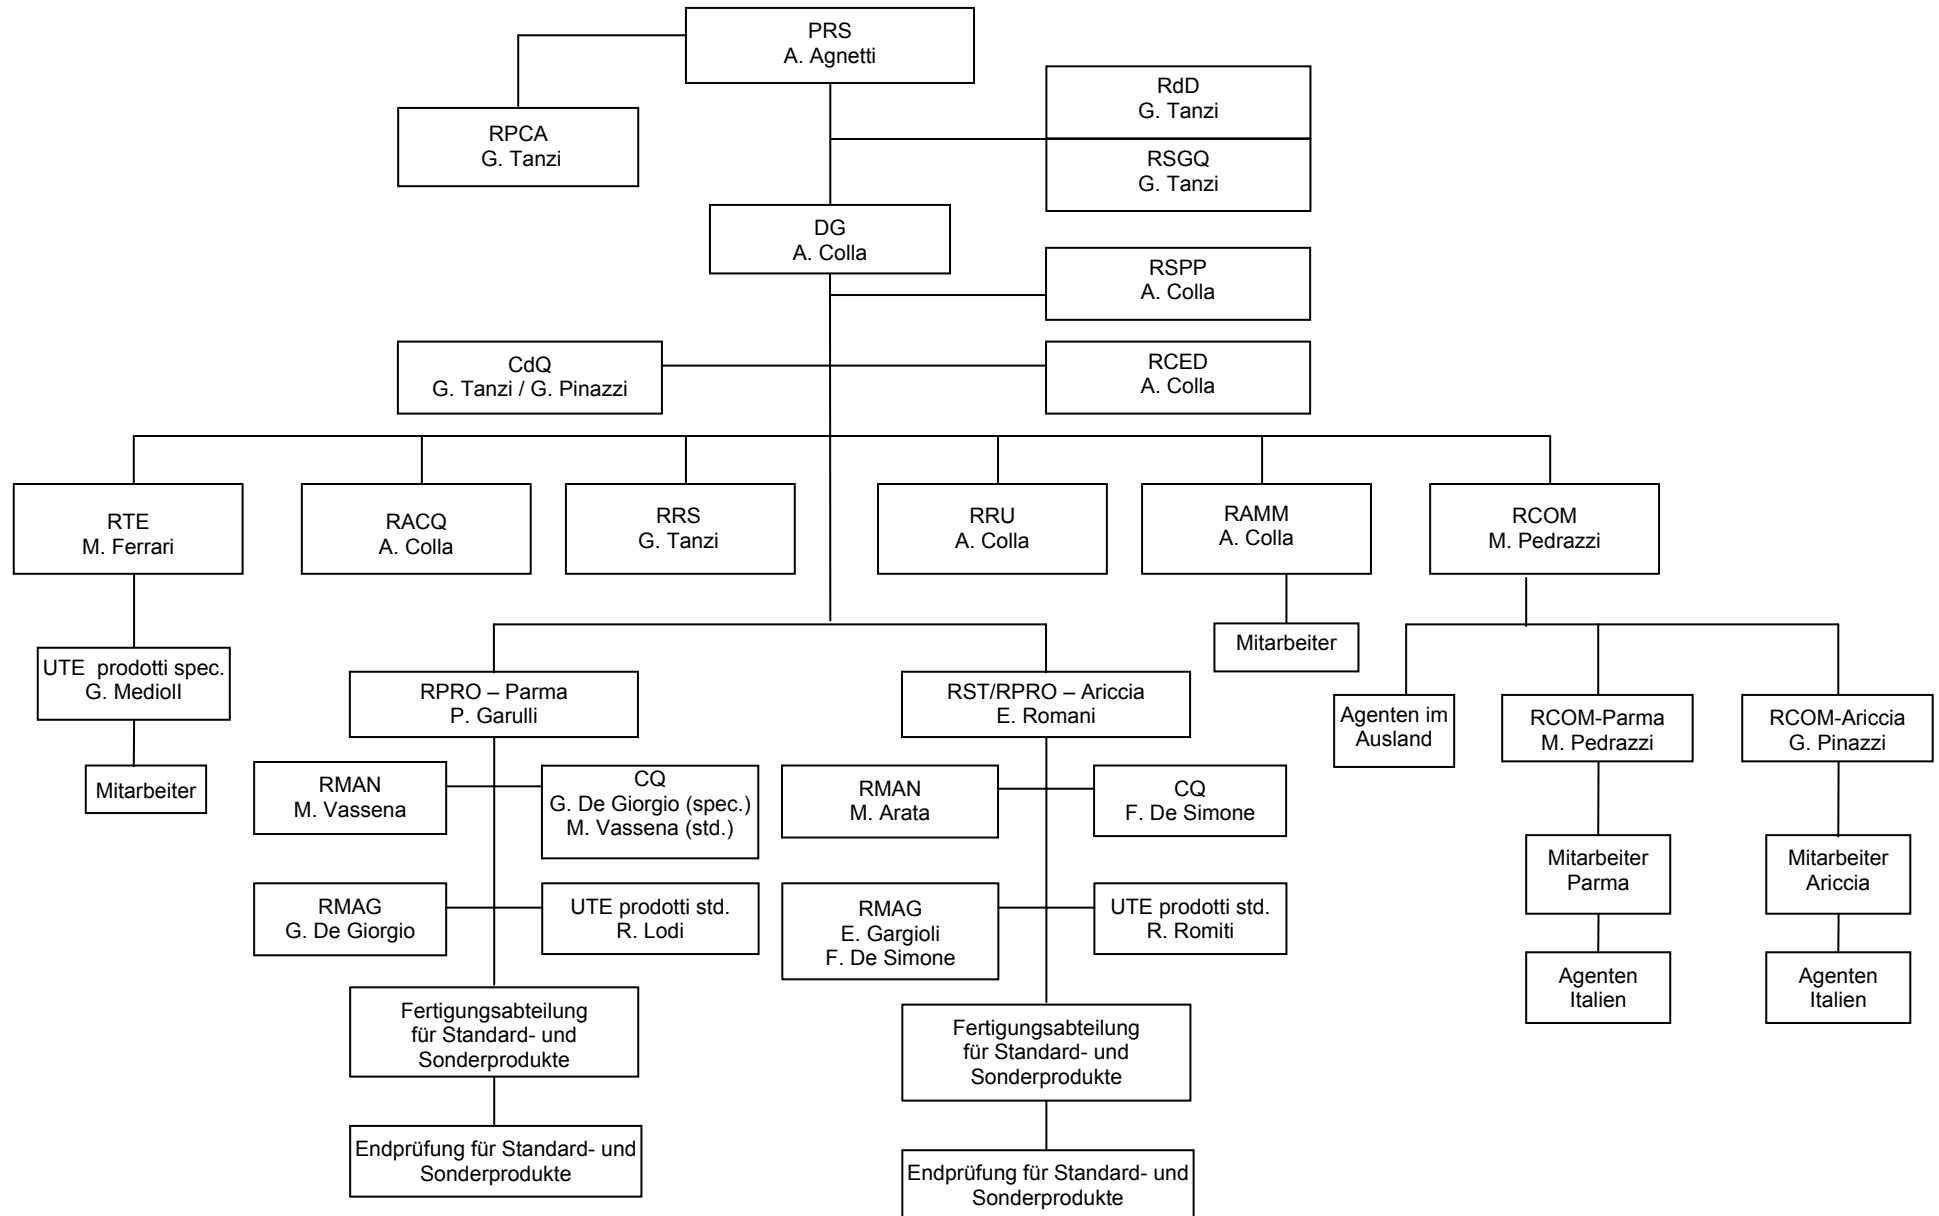 PRS
A. Agnetti
RdD
G. Tanzi
RPCA
G. Tanzi
RSGQ
G. Tanzi
DG
A. Colla
RSPP
A. Colla
CdQ
G. Tanzi / G. Pinazzi
RCED
A. Colla
RTE
M. Ferrari
RACQ
A. Colla
RRS
G. Tanzi
RRU
A. Colla
RAMM
A. Colla
RCOM
M. Pedrazzi
UTE prodotti spec.
G. MediolI
Mitarbeiter
Mitarbeiter
RPRO – Parma
P. Garulli
RST/RPRO – Ariccia
E. Romani
Agenten im
Ausland
RCOM-Parma
M. Pedrazzi
RCOM-Ariccia
G. Pinazzi
RMAN
M. Vassena
CQ
G. De Giorgio (spec.)
M. Vassena (std.)
RMAN
M. Arata
CQ
F. De Simone
Mitarbeiter
Parma
Mitarbeiter
Ariccia
RMAG
G. De Giorgio
UTE prodotti std.
R. Lodi
RMAG
E. Gargioli
F. De Simone
UTE prodotti std.
R. Romiti
Agenten
Italien
Agenten
Italien
Fertigungsabteilung
für Standard- und
Sonderprodukte
Fertigungsabteilung
für Standard- und
Sonderprodukte
Endprüfung für Standard- und
Sonderprodukte
Endprüfung für Standard- und
Sonderprodukte